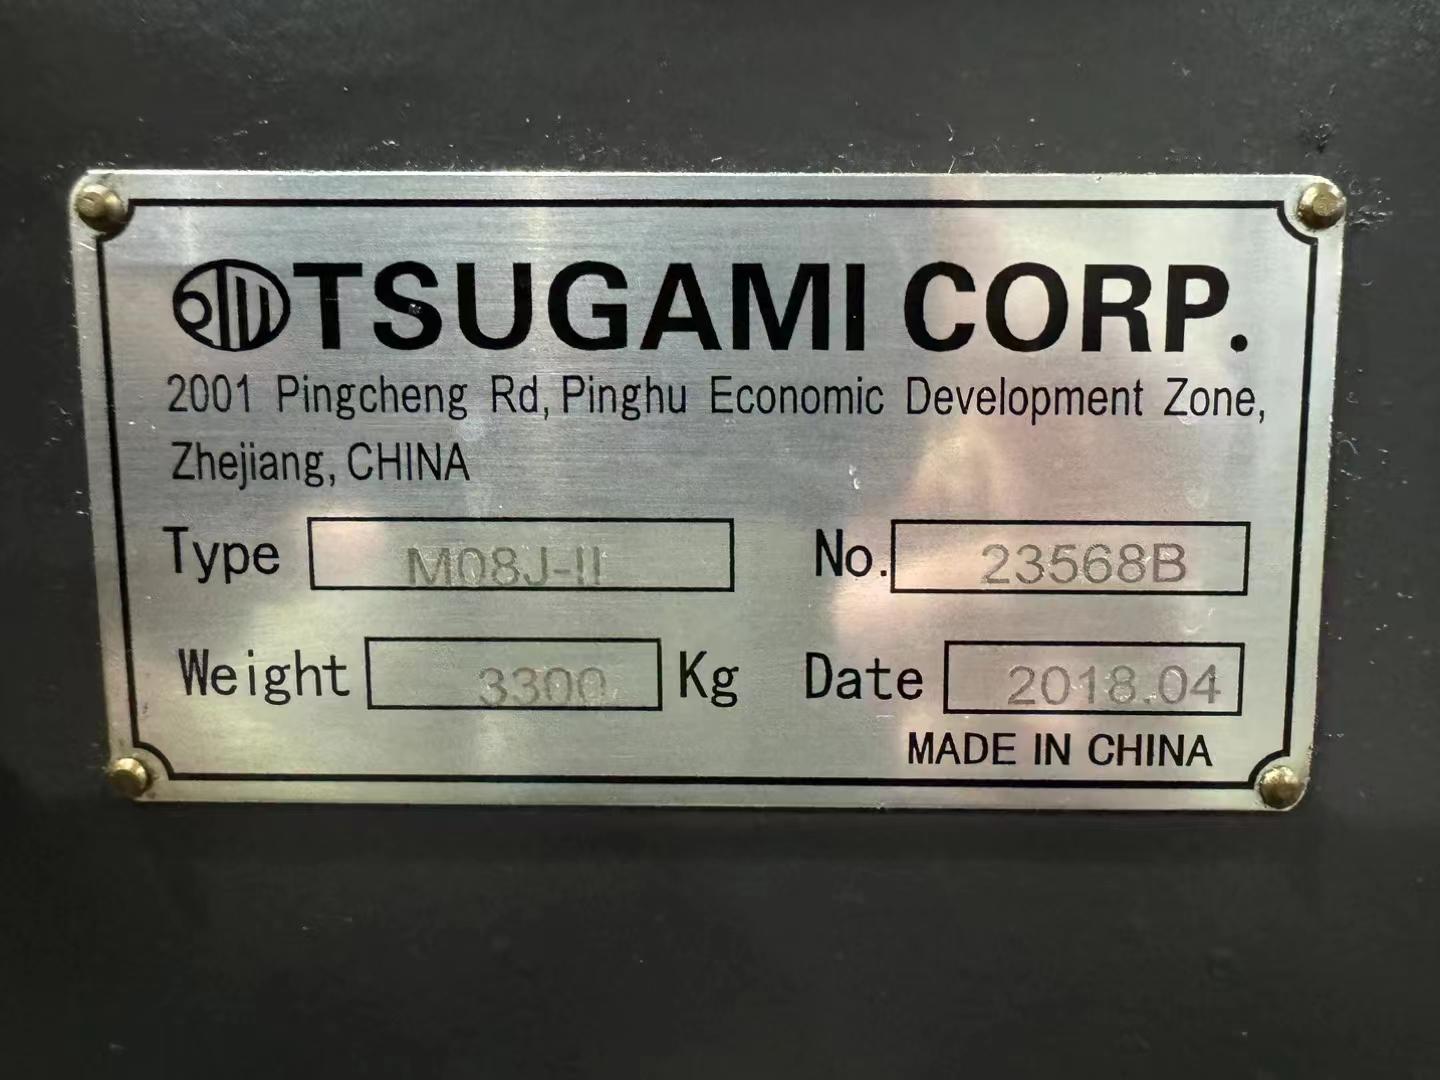 TSUGAMI CORP.
2001 Pingcheng Rd, Pinghu Economic Development Zone,
Zhejiang, CHINA
Type M08J-II No. 23568B
Weight 3300 Kg Date 2018.04
MADE IN CHINA